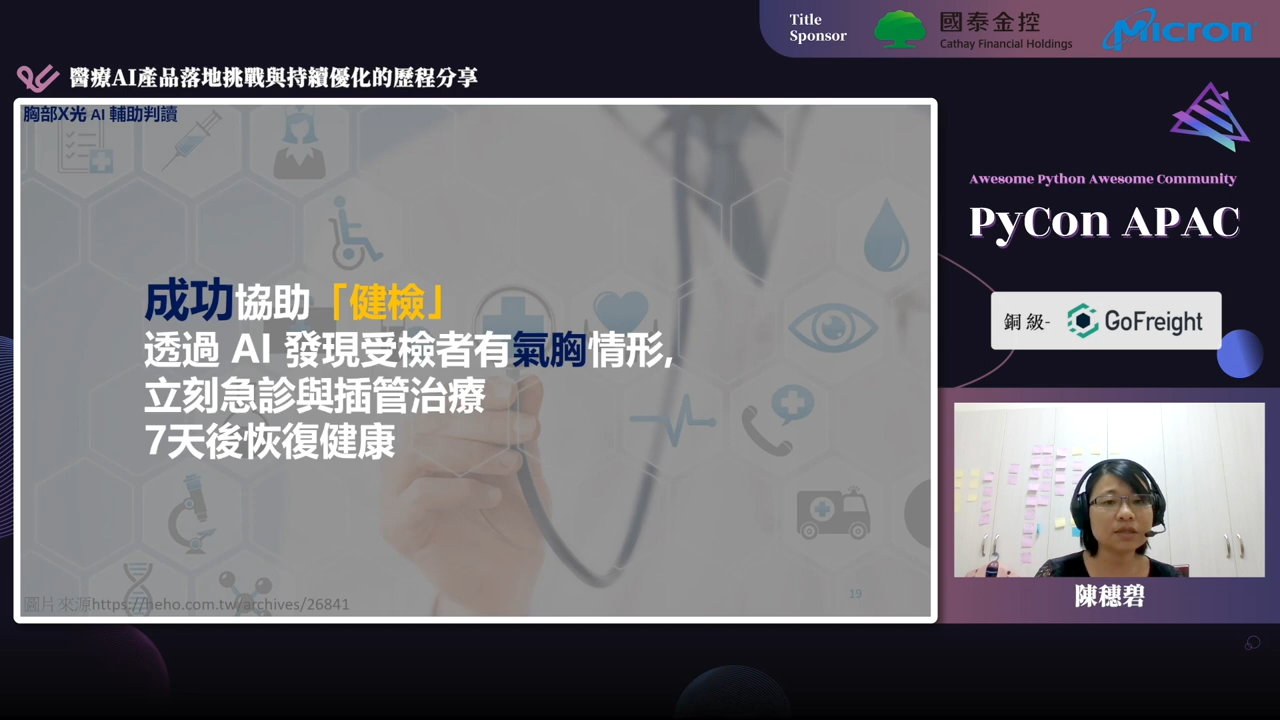 Title
Sponsor
國泰金控
Cathay Financial Holdings
Micron
醫療AI產品落地挑戰與持續優化的歷程分享
胸部X光 AI 輔助判讀
成功協助「健檢」
透過 AI 發現受檢者有氣胸情形,
立刻急診與插管治療
7天後恢復健康
圖片來源https://heho.com.tw/archives/26841
19
Awesome Python Awesome Community
PyCon APAC
銅級-
GoFreight
陳穗碧